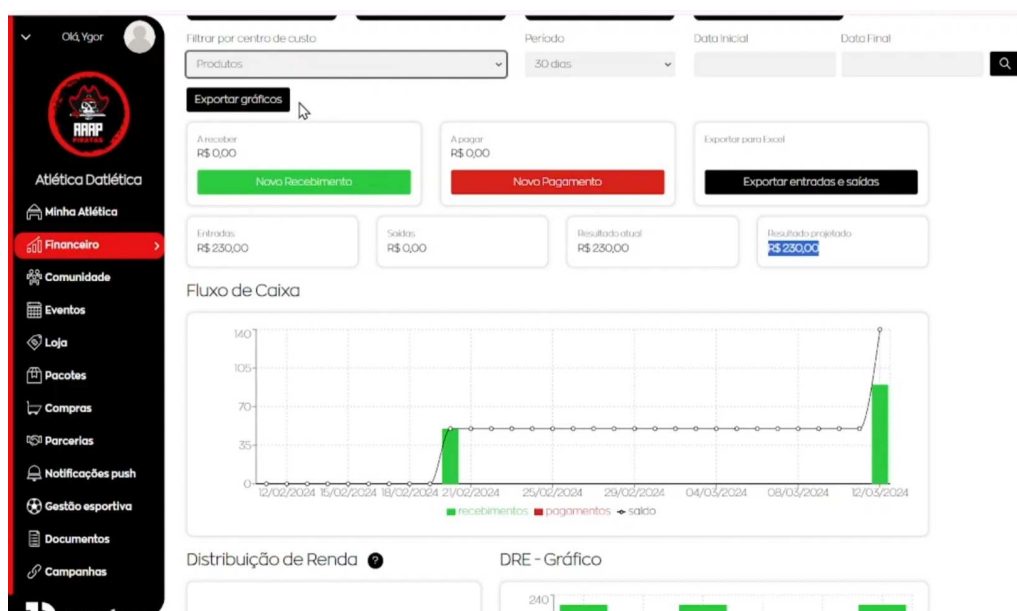 Olá, Ygor
AAAP
PIRATAS
Atlética Datlética
Minha Atlética
Financeiro
Comunidade
Eventos
Loja
Pacotes
Compras
Parcerias
Notificações push
Gestão esportiva
Documentos
Campanhas
Filtrar por centro de custo
Período
Data Inicial
Data Final
Produtos
30 dias
Exportar gráficos
A receber
R$ 0,00
Novo Recebimento
A pagar
R$ 0,00
Novo Pagamento
Exportar para Excel
Exportar entradas e saídas
Entradas
R$ 230,00
Saídas
R$ 0,00
Resultado atual
R$ 230,00
Resultado projetado
R$ 230,00
Fluxo de Caixa
140
105
70
35
0
12/02/2024 15/02/2024 18/02/2024 21/02/2024 25/02/2024 29/02/2024 04/03/2024 08/03/2024 12/03/2024
recebimentos pagamentos saldo
Distribuição de Renda ?
DRE - Gráfico
240